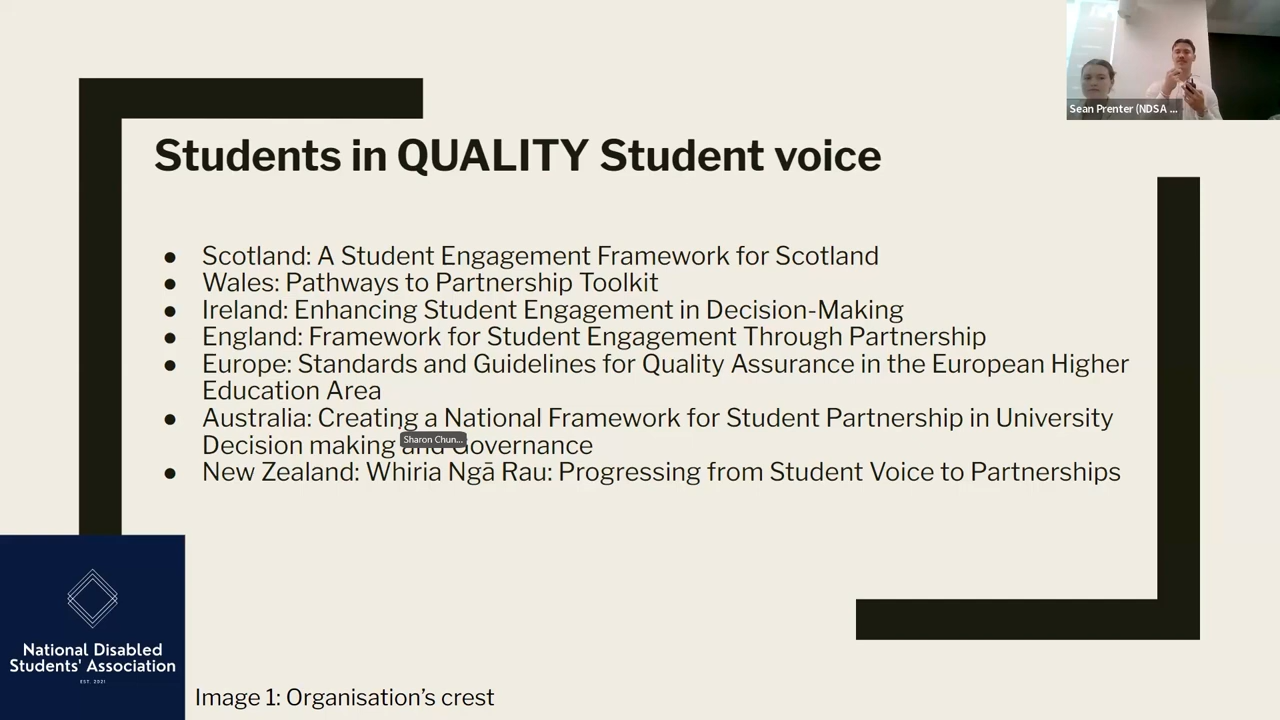 Sean Prenter (NDSA ...
Students in QUALITY Student voice
● Scotland: A Student Engagement Framework for Scotland
● Wales: Pathways to Partnership Toolkit
● Ireland: Enhancing Student Engagement in Decision-Making
● England: Framework for Student Engagement Through Partnership
● Europe: Standards and Guidelines for Quality Assurance in the European Higher
Education Area
● Australia: Creating a National Framework for Student Partnership in University
Decision making and Governance
Sharon Chun...
● New Zealand: Whiria Ngā Rau: Progressing from Student Voice to Partnerships
National Disabled
Students' Association
EST. 2021
Image 1: Organisation’s crest